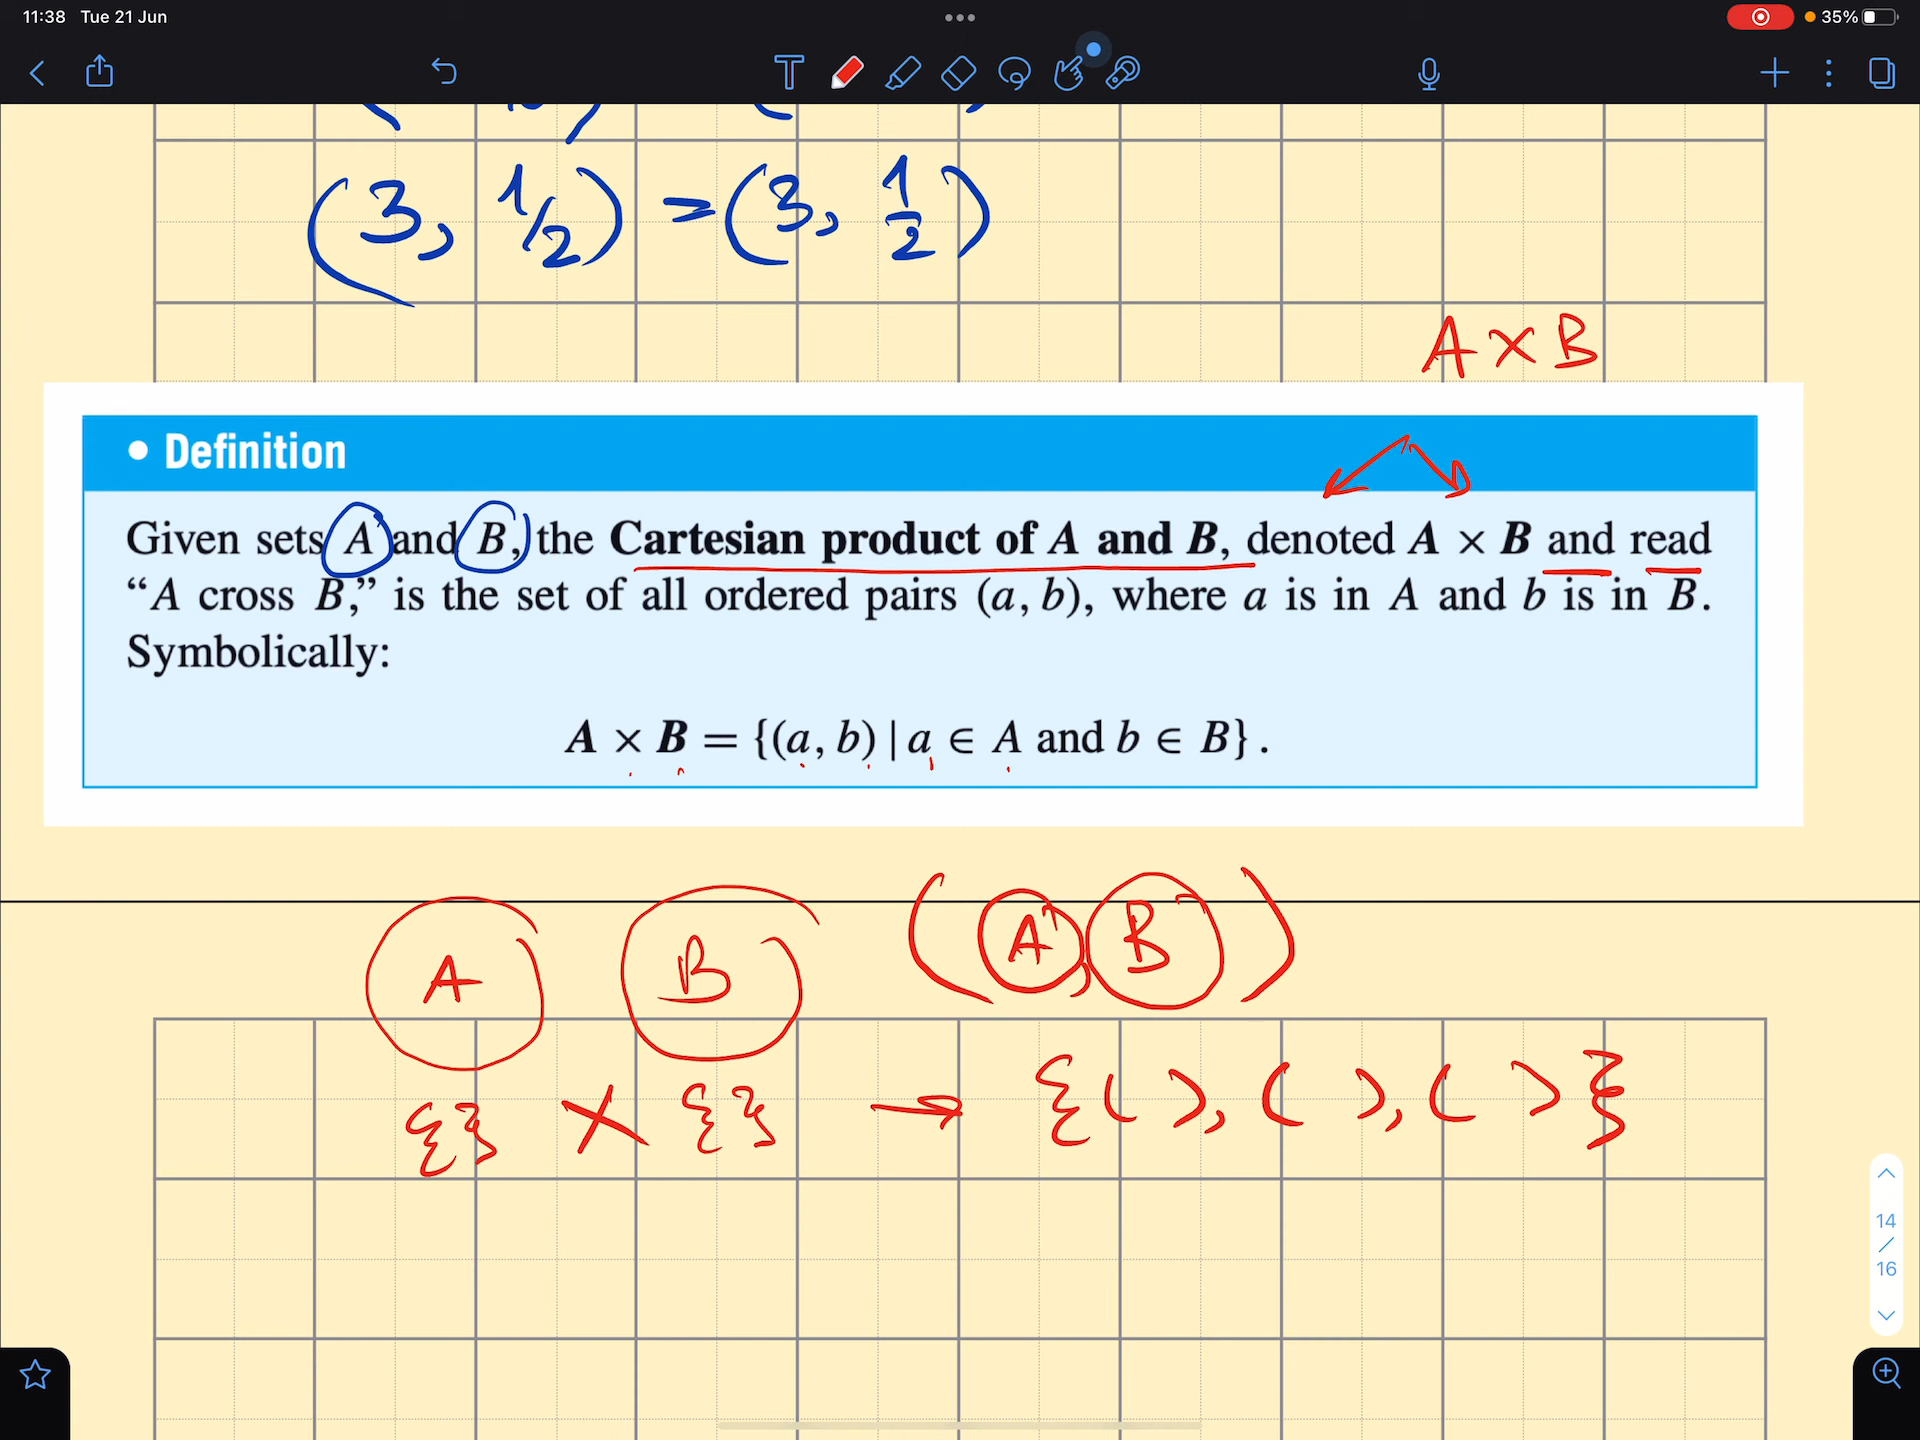 11:38 Tue 21 Jun
35%
(3, 1/2) = (3, 1/2)
A × B
• Definition
Given sets A and B, the Cartesian product of A and B, denoted A × B and read
“A cross B,” is the set of all ordered pairs (a, b), where a is in A and b is in B.
Symbolically:
A × B = {(a, b) | a ∈ A and b ∈ B} .
A B (A, B)
{} × {} → {( ), ( ), ( )}
14
/
16